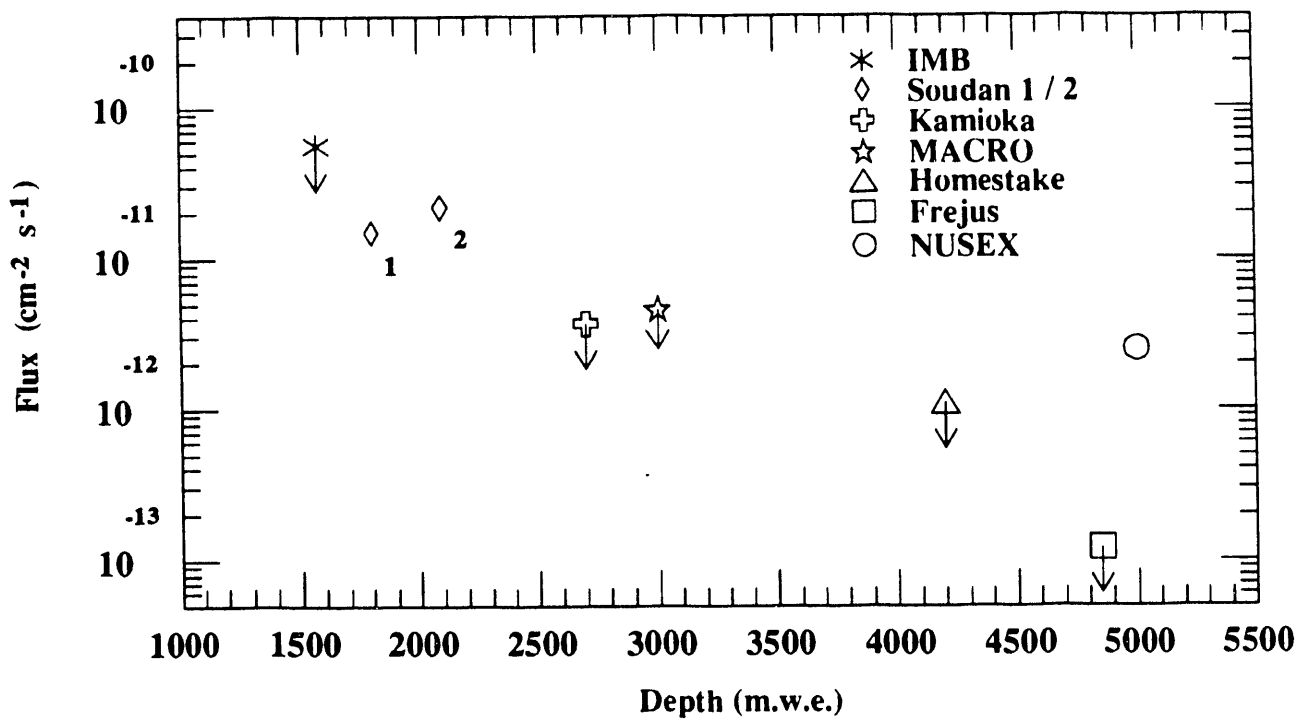 -10
10
-11
10
-12
10
-13
10
Flux (cm-2 s-1)
IMB
Soudan 1 / 2
Kamioka
MACRO
Homestake
Frejus
NUSEX
1
2
1000 1500 2000 2500 3000 3500 4000 4500 5000 5500
Depth (m.w.e.)